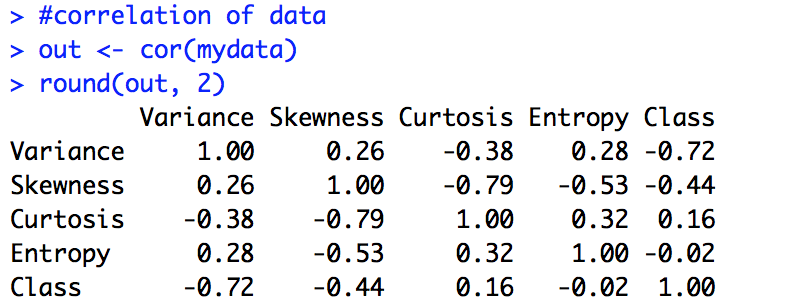 > #correlation of data
> out <- cor(mydata)
> round(out, 2)
         Variance Skewness Curtosis Entropy Class
Variance     1.00     0.26    -0.38    0.28 -0.72
Skewness     0.26     1.00    -0.79   -0.53 -0.44
Curtosis    -0.38    -0.79     1.00    0.32  0.16
Entropy      0.28    -0.53     0.32    1.00 -0.02
Class       -0.72    -0.44     0.16   -0.02  1.00